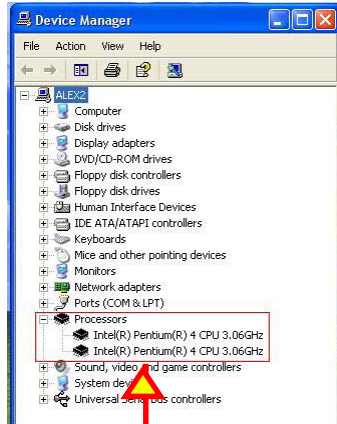 Device Manager
File Action View Help
ALEX2
Computer
Disk drives
Display adapters
DVD/CD-ROM drives
Floppy disk controllers
Floppy disk drives
Human Interface Devices
IDE ATA/ATAPI controllers
Keyboards
Mice and other pointing devices
Monitors
Network adapters
Ports (COM & LPT)
Processors
Intel(R) Pentium(R) 4 CPU 3.06GHz
Intel(R) Pentium(R) 4 CPU 3.06GHz
Sound, video and game controllers
System devices
Universal Serial Bus controllers